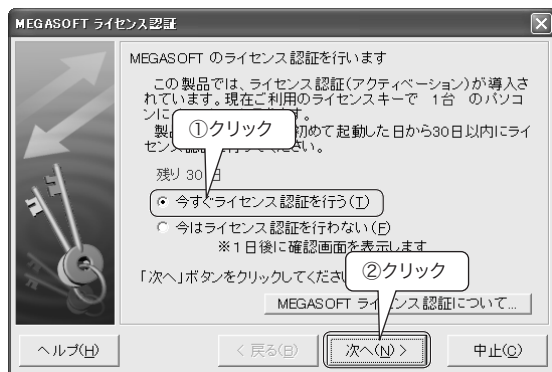 MEGASOFT ライセンス認証
MEGASOFT のライセンス認証を行います
この製品では、ライセンス認証(アクティベーション)が導入さ
れています。現在ご利用のライセンスキーで 1台 のパソコ
ンに す。
製品 初めて起動した日から30日以内にライ
センス さい。
①クリック
残り 30 日
今すぐライセンス認証を行う(I)
今はライセンス認証を行わない(F)
※1日後に確認画面を表示します
「次へ」ボタンをクリックしてくださ
②クリック
MEGASOFT ライセンス認証について...
ヘルプ(H)
< 戻る(B)
次へ(N) >
中止(C)